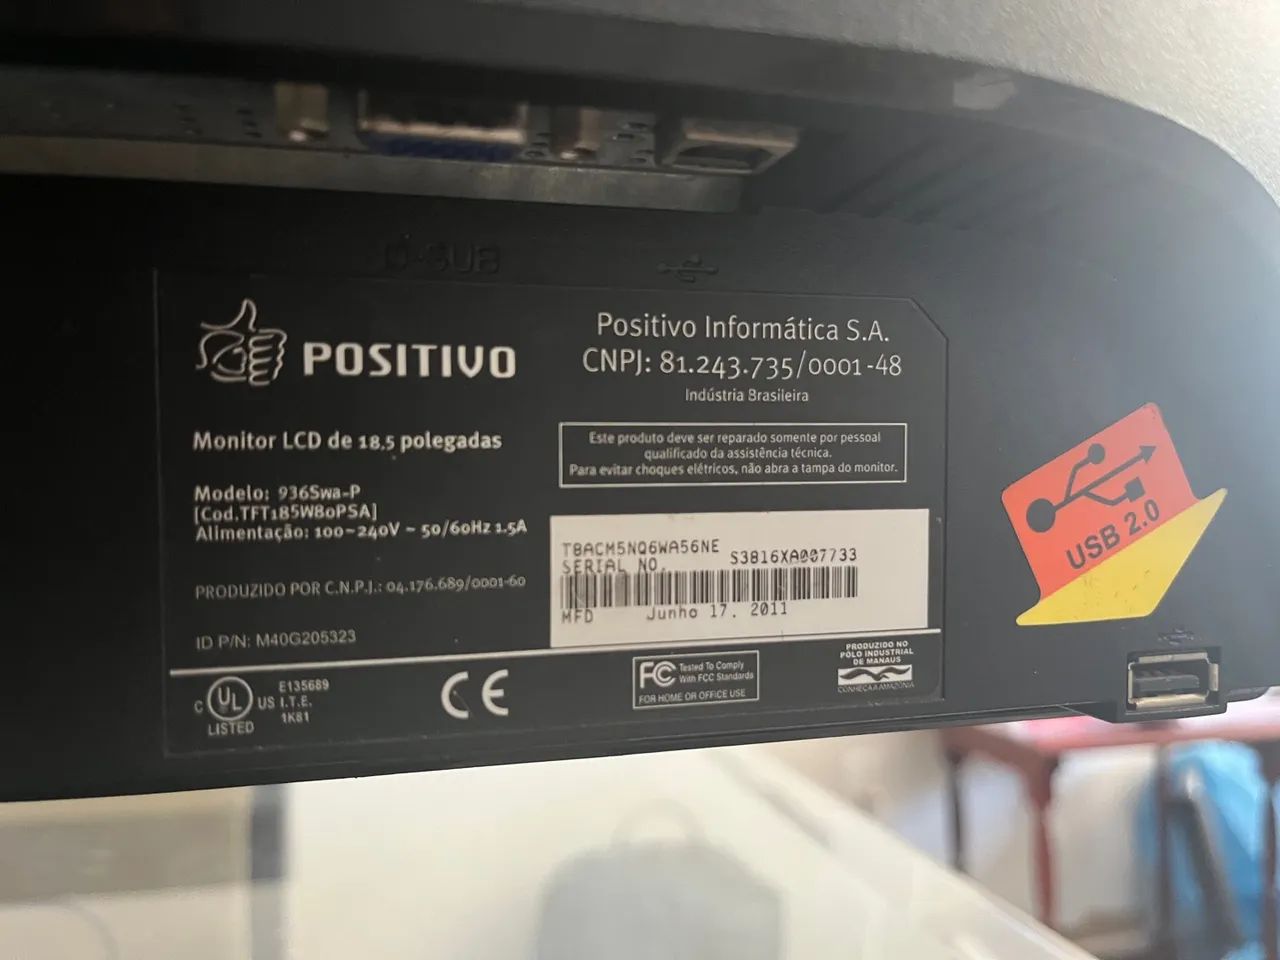 D-SUB
POSITIVO
Positivo Informática S.A.
CNPJ: 81.243.735/0001-48
Indústria Brasileira
Monitor LCD de 18.5 polegadas
Este produto deve ser reparado somente por pessoal
qualificado da assistência técnica.
Para evitar choques elétricos, não abra a tampa do monitor.
Modelo: 936Swa-P
[Cod.TFT185W80PSA]
Alimentação: 100~240V ~ 50/60Hz 1.5A
PRODUZIDO POR C.N.P.J.: 04.176.689/0001-60
ID P/N: M40G205323
T8ACM5NQ6WA56NE
SERIAL NO. S3816XA007733
MFD Junho 17. 2011
C UL US LISTED
E135689
I.T.E.
1K81
CE
FC Tested To Comply
With FCC Standards
FOR HOME OR OFFICE USE
PRODUZIDO NO
PÓLO INDUSTRIAL
DE MANAUS
CONHEÇA A AMAZÔNIA
USB 2.0